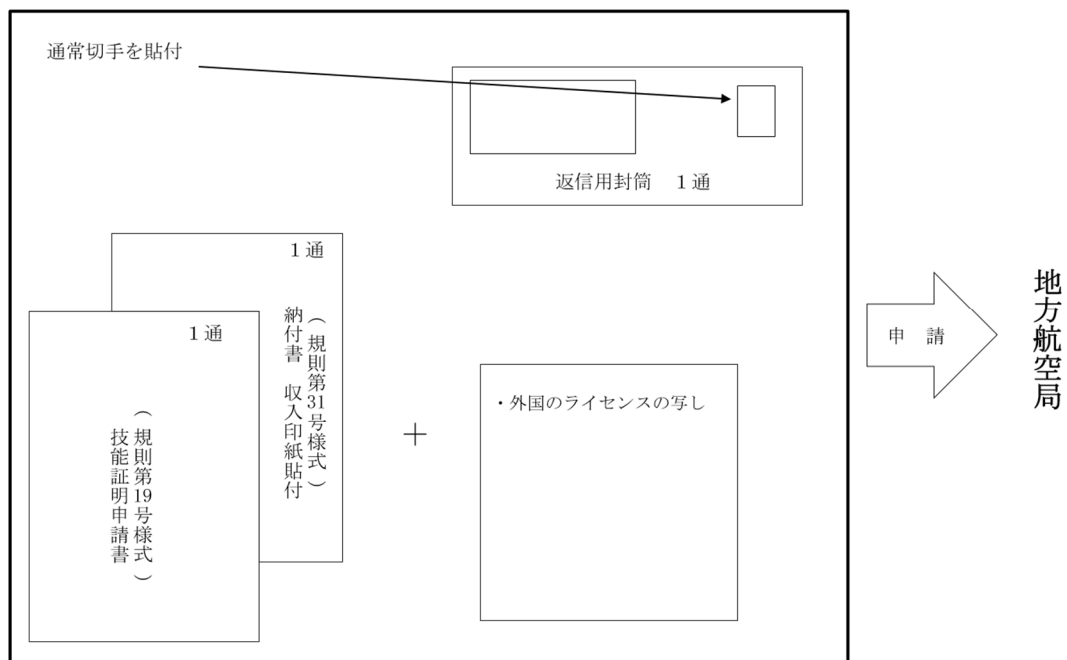 通常切手を貼付
返信用封筒　１通
１通
（規則第31号様式）
納付書　収入印紙貼付
１通
（規則第19号様式）
技能証明申請書
＋
・外国のライセンスの写し
申　請
地方航空局